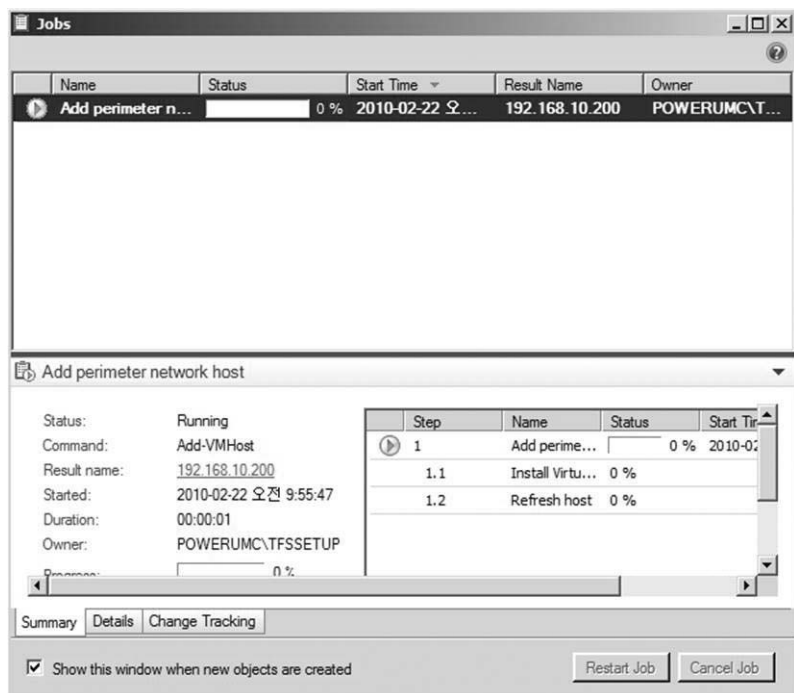 Jobs
Name Status Start Time Result Name Owner
Add perimeter n... 0 % 2010-02-22 오... 192.168.10.200 POWERUMC\T...
Add perimeter network host
Status: Running
Command: Add-VMHost
Result name: 192.168.10.200
Started: 2010-02-22 오전 9:55:47
Duration: 00:00:01
Owner: POWERUMC\TFSSETUP
Progress: 0 %
Step Name Status Start Tim
1 Add perime... 0 % 2010-02
1.1 Install Virtu... 0 %
1.2 Refresh host 0 %
Summary Details Change Tracking
Show this window when new objects are created
Restart Job Cancel Job